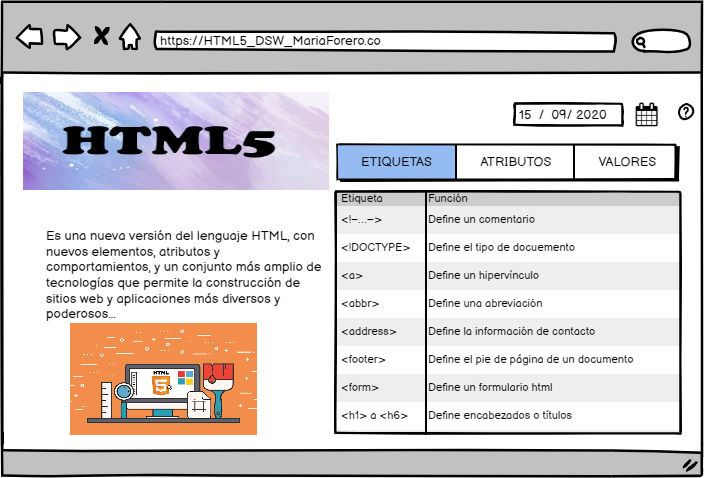 https://HTML5_DSW_MariaForero.co
HTML5
15 / 09/ 2020
?
ETIQUETAS ATRIBUTOS VALORES
Es una nueva versión del lenguaje HTML, con
nuevos elementos, atributos y
comportamientos, y un conjunto más amplio de
tecnologías que permite la construcción de
sitios web y aplicaciones más diversos y
poderosos...
HTML
5
Etiqueta Función
<!–...–> Define un comentario
<!DOCTYPE> Define el tipo de docuemento
<a> Define un hipervínculo
<abbr> Define una abreviación
<address> Define la información de contacto
<footer> Define el pie de página de un documento
<form> Define un formulario html
<h1> a <h6> Define encabezados o títulos